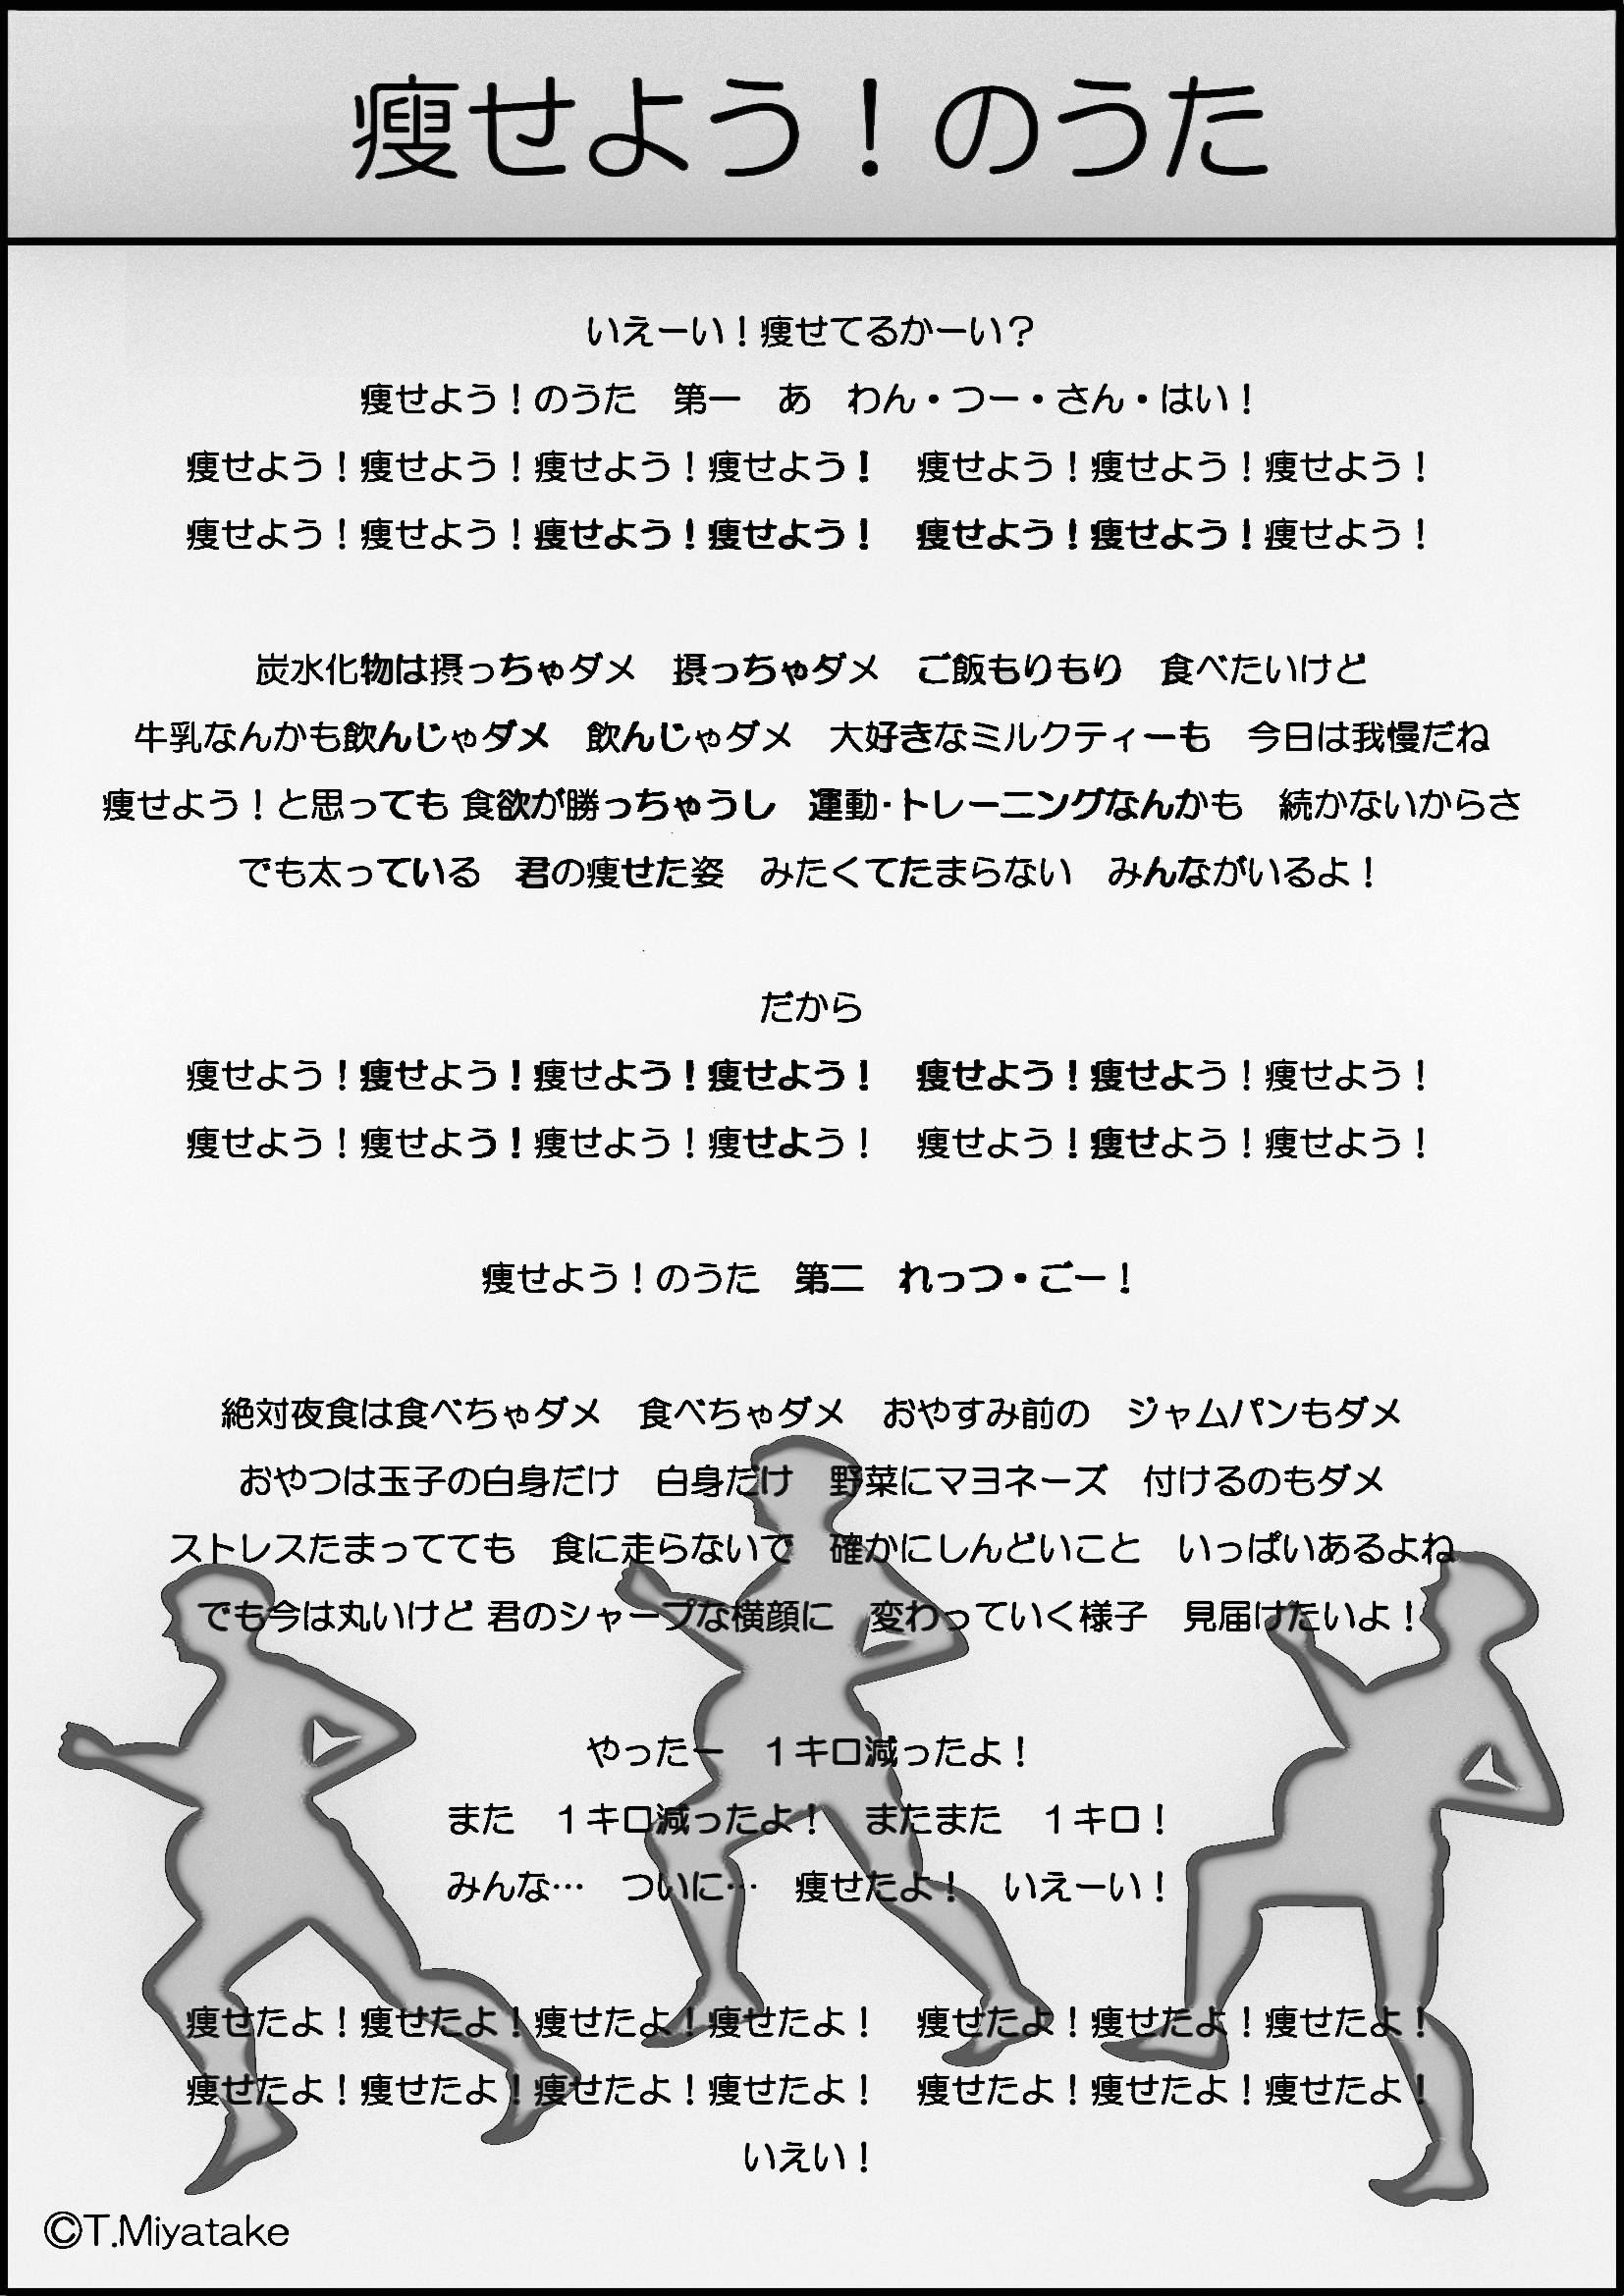 痩せよう！のうた
いえーい！痩せてるかーい？
痩せよう！のうた　第一　あ　わん・つー・さん・はい！
痩せよう！痩せよう！痩せよう！痩せよう！　痩せよう！痩せよう！痩せよう！
痩せよう！痩せよう！痩せよう！痩せよう！　痩せよう！痩せよう！痩せよう！
炭水化物は摂っちゃダメ　摂っちゃダメ　ご飯もりもり　食べたいけど
牛乳なんかも飲んじゃダメ　飲んじゃダメ　大好きなミルクティーも　今日は我慢だね
痩せよう！と思っても 食欲が勝っちゃうし　運動・トレーニングなんかも　続かないからさ
でも太っている　君の痩せた姿　みたくてたまらない　みんながいるよ！
だから
痩せよう！痩せよう！痩せよう！痩せよう！　痩せよう！痩せよう！痩せよう！
痩せよう！痩せよう！痩せよう！痩せよう！　痩せよう！痩せよう！痩せよう！
痩せよう！のうた　第二　れっつ・ごー！
絶対夜食は食べちゃダメ　食べちゃダメ　おやすみ前の　ジャムパンもダメ
おやつは玉子の白身だけ　白身だけ　野菜にマヨネーズ　付けるのもダメ
ストレスたまってても　食に走らないで　確かにしんどいこと　いっぱいあるよね
でも今は丸いけど 君のシャープな横顔に　変わっていく様子　見届けたいよ！
やったー　１キロ減ったよ！
また　１キロ減ったよ！　またまた　１キロ！
みんな…　ついに…　痩せたよ！　いえーい！
痩せたよ！痩せたよ！痩せたよ！痩せたよ！　痩せたよ！痩せたよ！痩せたよ！
痩せたよ！痩せたよ！痩せたよ！痩せたよ！　痩せたよ！痩せたよ！痩せたよ！
いえい！
©T.Miyatake